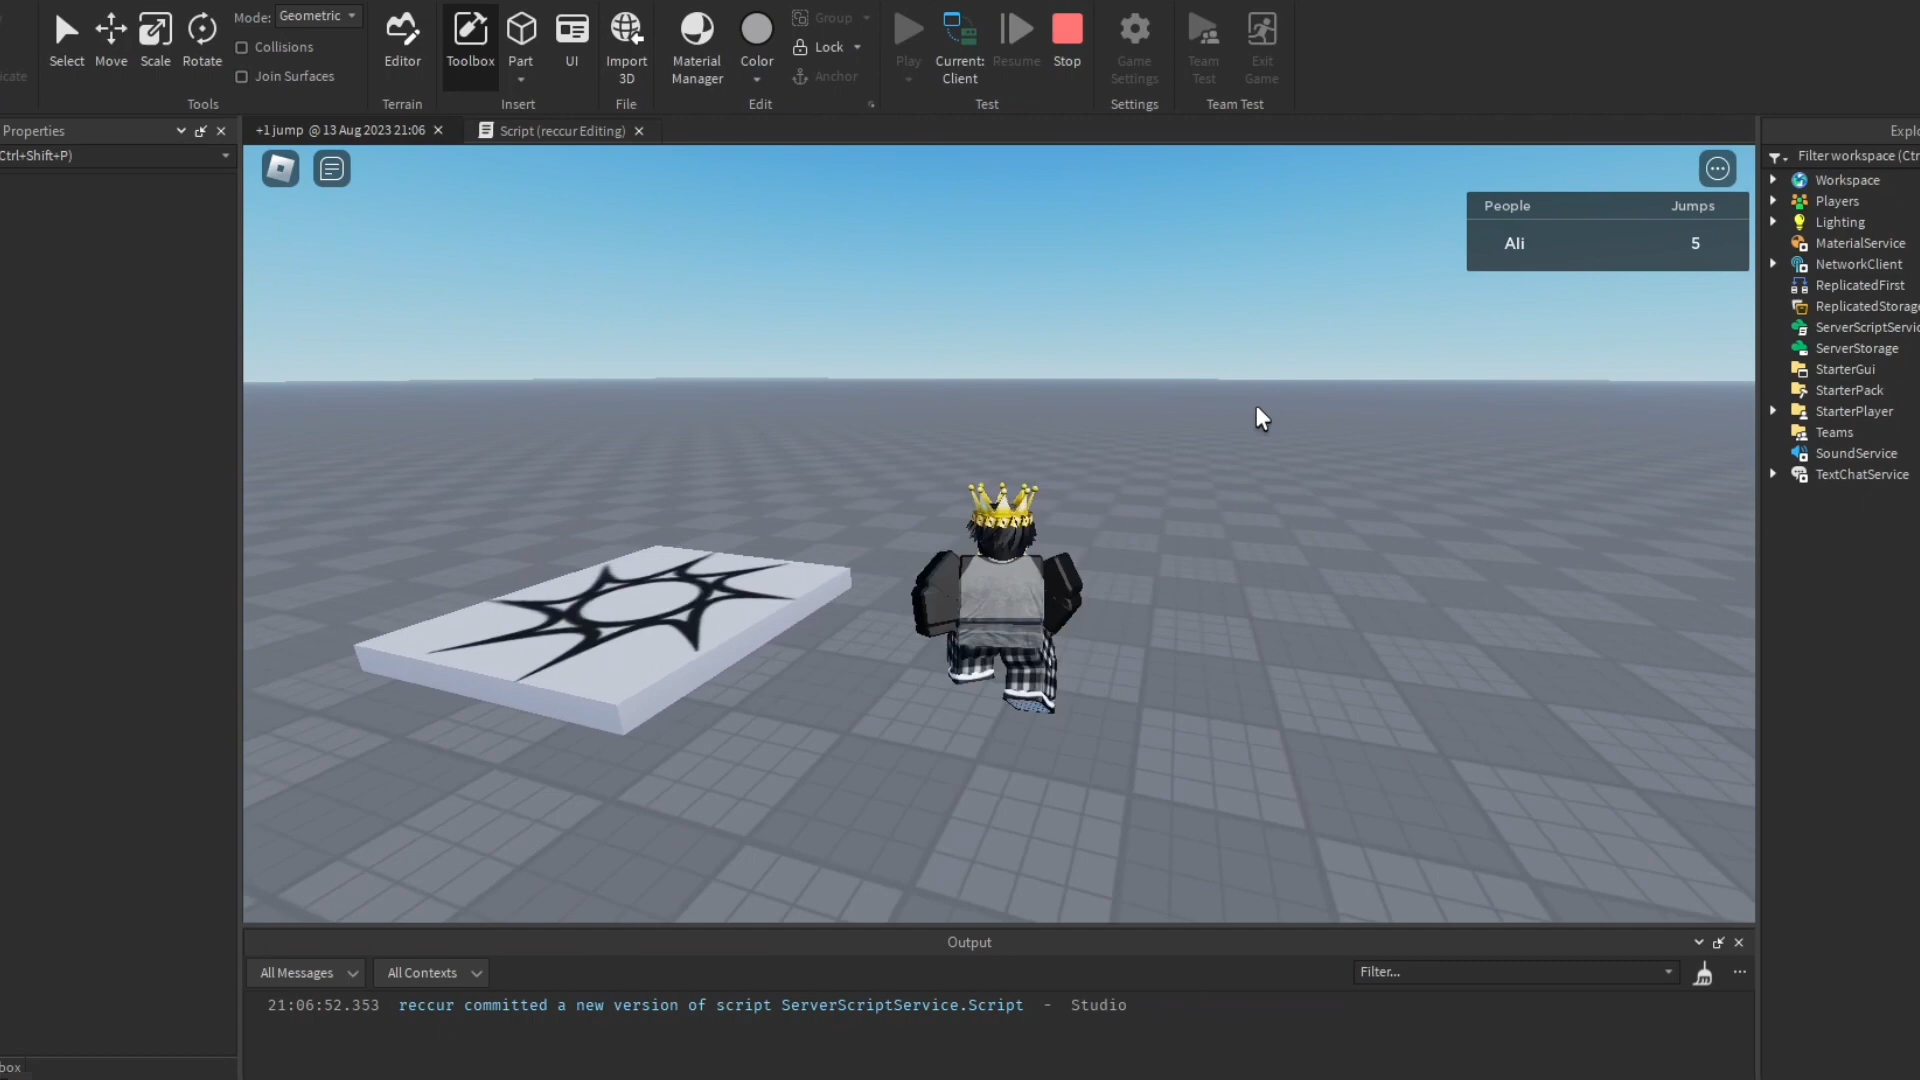 Mode: Geometric
Group
Select Move Scale Rotate
Collisions
Lock
Editor Toolbox Part UI Import 3D
Material Manager Color
Play Current: Client Resume Stop
Game Settings Team Test Exit Game
icate
Join Surfaces
Anchor
Tools Terrain Insert File Edit Test Settings Team Test
Properties
+1 jump @ 13 Aug 2023 21:06
Script (reccur Editing)
Explo
Ctrl+Shift+P)
Filter workspace (Ctr
People Jumps
Ali 5
Workspace
Players
Lighting
MaterialService
NetworkClient
ReplicatedFirst
ReplicatedStorage
ServerScriptServic
ServerStorage
StarterGui
StarterPack
StarterPlayer
Teams
SoundService
TextChatService
Output
All Messages All Contexts Filter... ...
21:06:52.353 reccur committed a new version of script ServerScriptService.Script - Studio
box